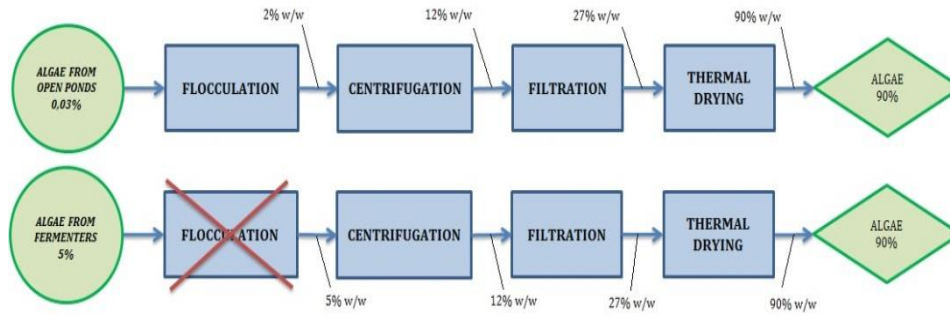 2% w/w
12% w/w
27% w/w
90% w/w
ALGAE FROM
OPEN PONDS
0,03%
FLOCCULATION
CENTRIFUGATION
FILTRATION
THERMAL
DRYING
ALGAE
90%
ALGAE FROM
FERMENTERS
5%
FLOCCULATION
CENTRIFUGATION
FILTRATION
THERMAL
DRYING
ALGAE
90%
5% w/w
12% w/w
27% w/w
90% w/w